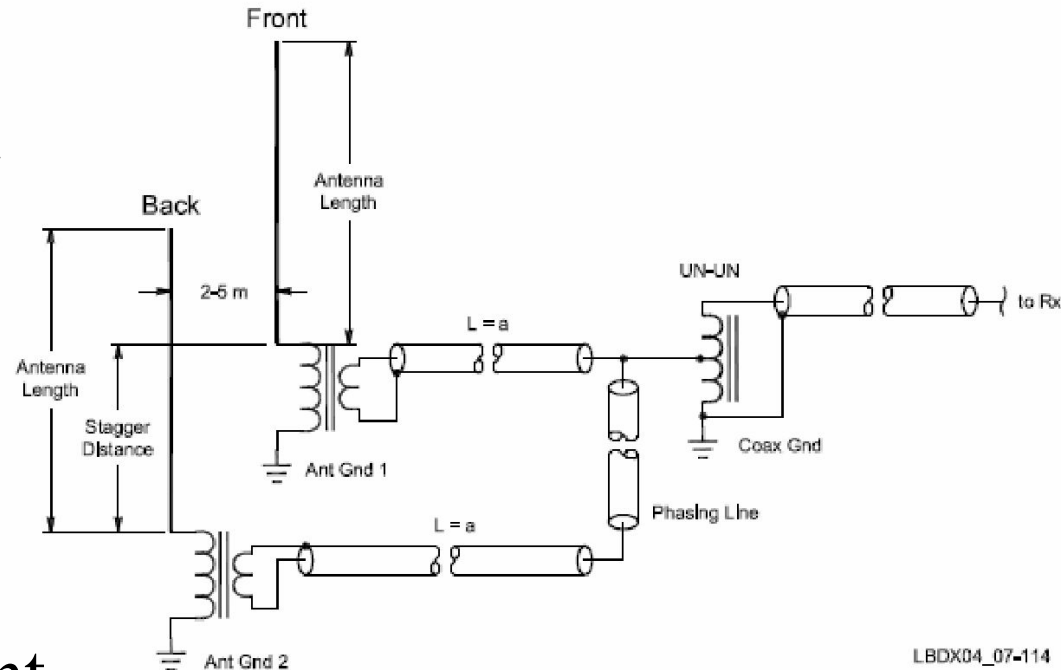 Front
Antenna
Length
Back
2-5 m
UN-UN
to Rx
L = a
Antenna
Length
Stagger
Distance
Ant Gnd 1
Coax Gnd
Phasing Line
L = a
Ant Gnd 2
LBDX04_07-114